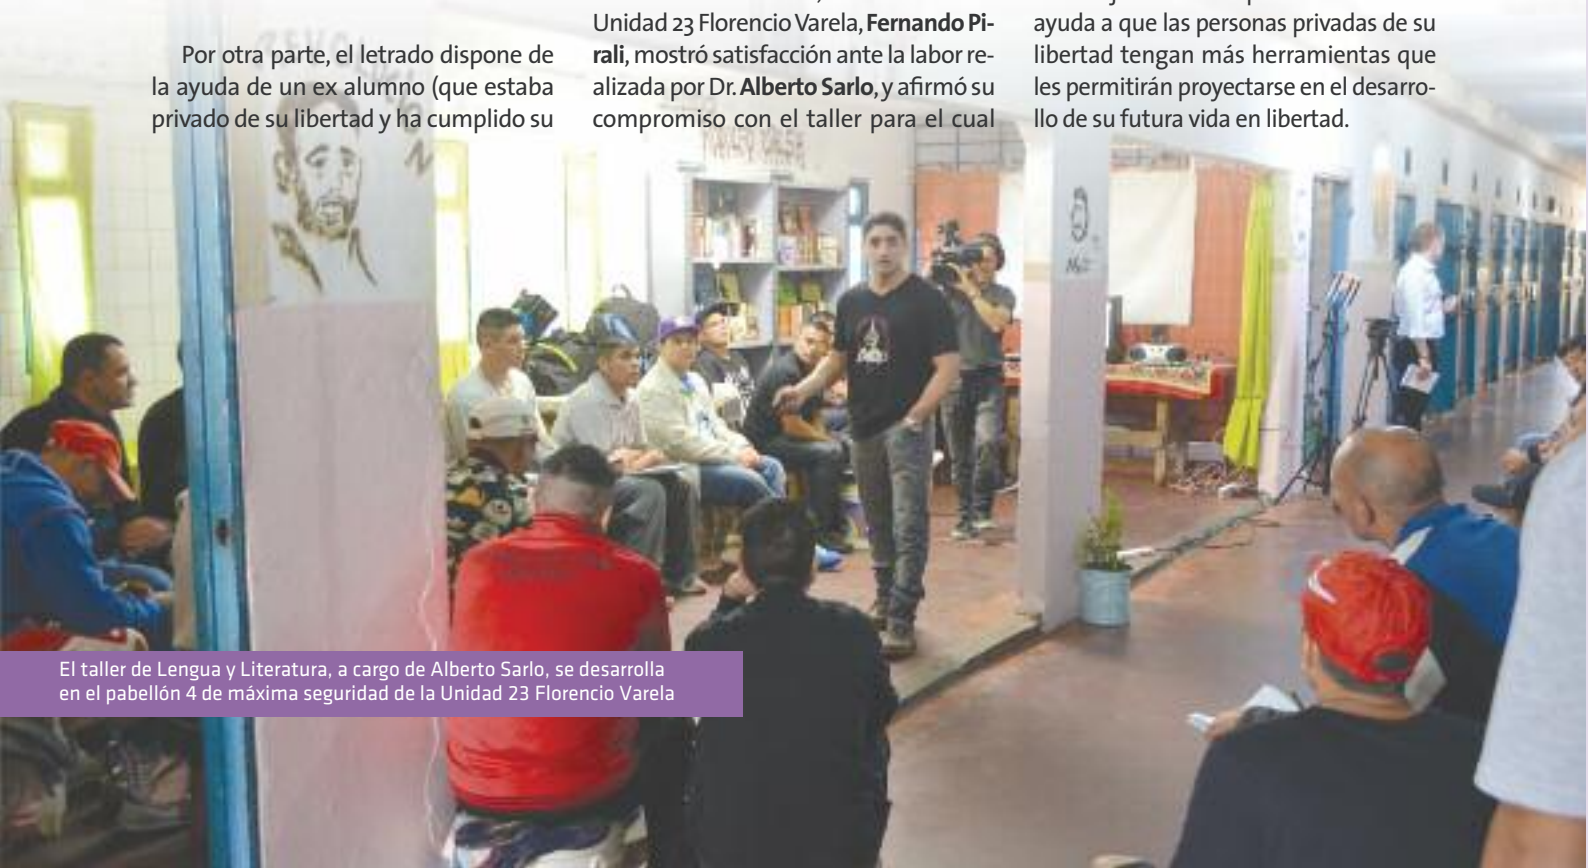 Por otra parte, el letrado dispone de
la ayuda de un ex alumno (que estaba
privado de su libertad y ha cumplido su
Unidad 23 Florencio Varela, Fernando Pi-
rali, mostró satisfacción ante la labor re-
alizada por Dr. Alberto Sarlo, y afirmó su
compromiso con el taller para el cual
ayuda a que las personas privadas de su
libertad tengan más herramientas que
les permitirán proyectarse en el desarro-
llo de su futura vida en libertad.
El taller de Lengua y Literatura, a cargo de Alberto Sarlo, se desarrolla
en el pabellón 4 de máxima seguridad de la Unidad 23 Florencio Varela